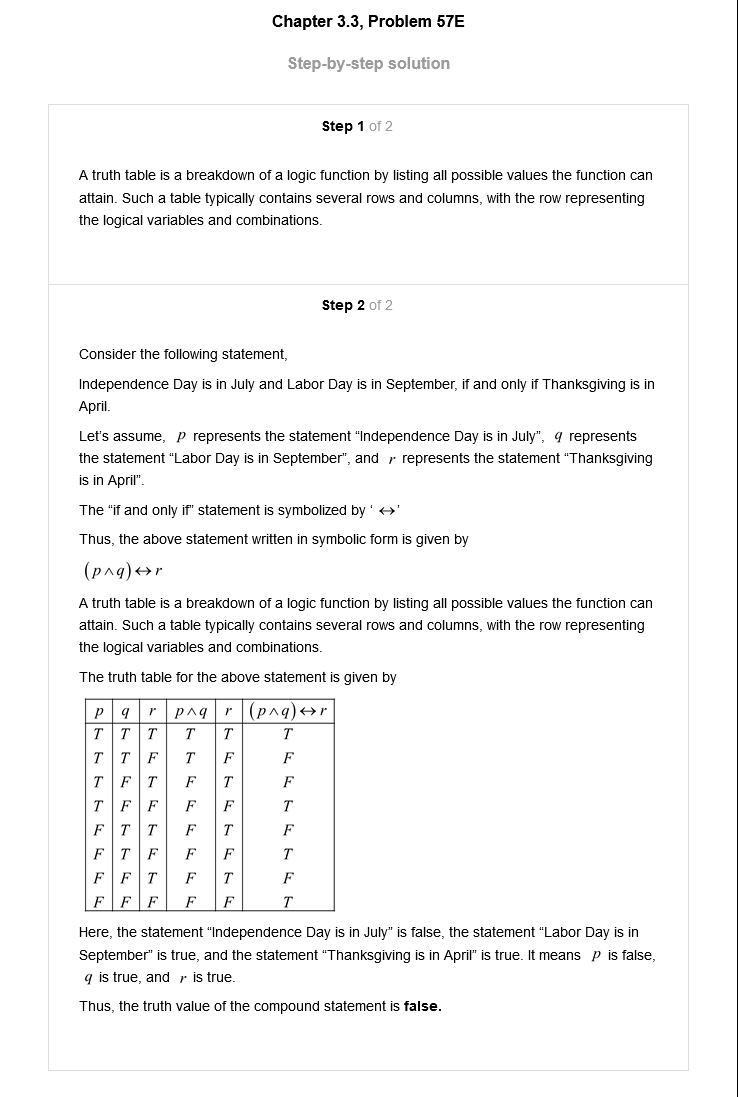 Chapter 3.3, Problem 57E
Step-by-step solution
Step 1 of 2
A truth table is a breakdown of a logic function by listing all possible values the function can
attain. Such a table typically contains several rows and columns, with the row representing
the logical variables and combinations.
Step 2 of 2
Consider the following statement,
Independence Day is in July and Labor Day is in September, if and only if Thanksgiving is in
April.
Let's assume, p represents the statement “Independence Day is in July”, q represents
the statement “Labor Day is in September”, and r represents the statement “Thanksgiving
is in April”.
The “if and only if” statement is symbolized by ‘ ↔’
Thus, the above statement written in symbolic form is given by
(p∧q)↔r
A truth table is a breakdown of a logic function by listing all possible values the function can
attain. Such a table typically contains several rows and columns, with the row representing
the logical variables and combinations.
The truth table for the above statement is given by
p q r p∧q r (p∧q)↔r
T T T T T T
T T F T F F
T F T F T F
T F F F F T
F T T F T F
F T F F F T
F F T F T F
F F F F F T
Here, the statement “Independence Day is in July” is false, the statement “Labor Day is in
September” is true, and the statement “Thanksgiving is in April” is true. It means p is false,
q is true, and r is true.
Thus, the truth value of the compound statement is false.